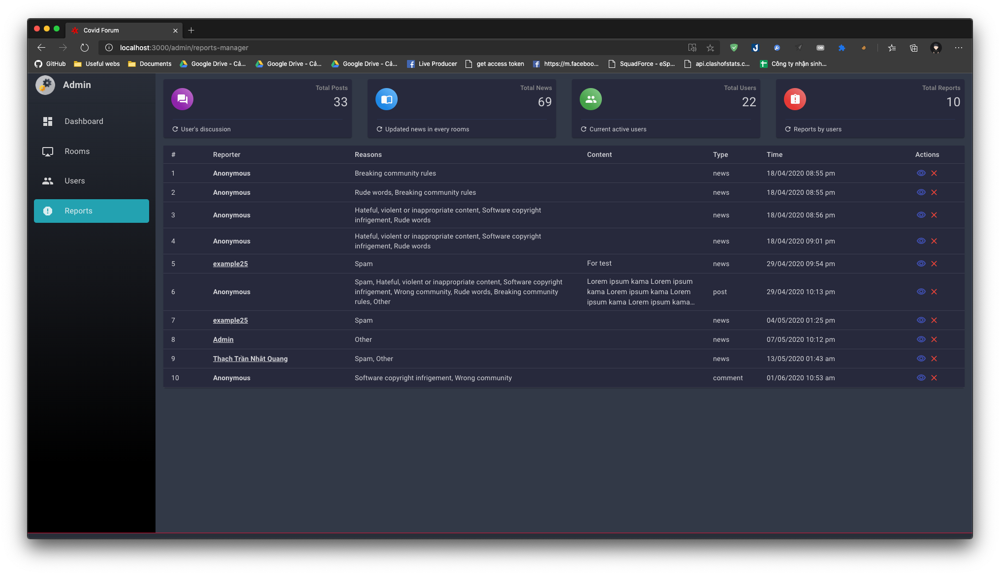 Covid Forum
localhost:3000/admin/reports-manager
GitHub Useful webs Documents Google Drive - Cả... Google Drive - Cả... Google Drive - Cả... Live Producer get access token https://m.faceboo... SquadForce - eSp... api.clashofstats.c... Công ty nhận sinh...
Admin
Dashboard
Rooms
Users
Reports
Total Posts
33
User's discussion
Total News
69
Updated news in every rooms
Total Users
22
Current active users
Total Reports
10
Reports by users
# Reporter Reasons Content Type Time Actions
1 Anonymous Breaking community rules news 18/04/2020 08:55 pm
2 Anonymous Rude words, Breaking community rules news 18/04/2020 08:55 pm
3 Anonymous Hateful, violent or inappropriate content, Software copyright
infrigement, Rude words news 18/04/2020 08:56 pm
4 Anonymous Hateful, violent or inappropriate content, Software copyright
infrigement, Rude words news 18/04/2020 09:01 pm
5 example25 Spam For test news 29/04/2020 09:54 pm
6 Anonymous Spam, Hateful, violent or inappropriate content, Software copyright
infrigement, Wrong community, Rude words, Breaking community
rules, Other
Lorem ipsum kama Lorem ipsum
kama Lorem ipsum kama Lorem
ipsum kama Lorem ipsum kama...
post 29/04/2020 10:13 pm
7 example25 Spam news 04/05/2020 01:25 pm
8 Admin Other news 07/05/2020 10:12 pm
9 Thạch Trần Nhật Quang Spam, Other news 13/05/2020 01:43 am
10 Anonymous Software copyright infrigement, Wrong community comment 01/06/2020 10:53 am